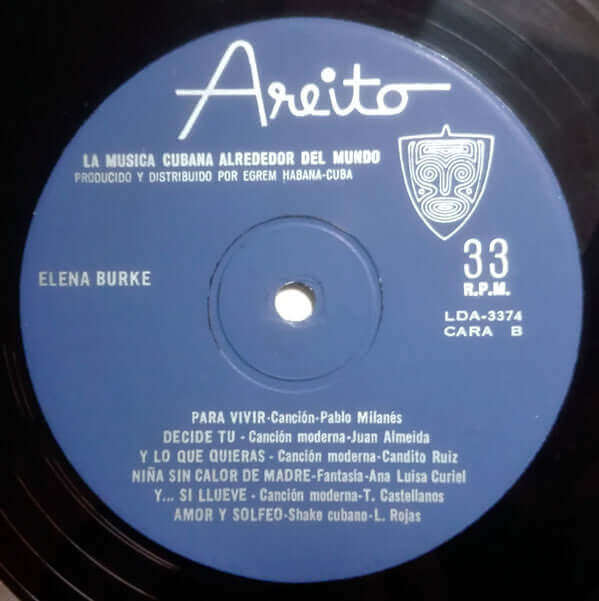 Areito
LA MUSICA CUBANA ALREDEDOR DEL MUNDO
PRODUCIDO Y DISTRIBUIDO POR EGREM HABANA-CUBA
ELENA BURKE
33
R.P.M.
LDA-3374
CARA B
PARA VIVIR-Canción-Pablo Milanés
DECIDE TU - Canción moderna-Juan Almeida
Y LO QUE QUIERAS - Canción moderna-Candito Ruiz
NIÑA SIN CALOR DE MADRE-Fantasía-Ana Luisa Curiel
Y... SI LLUEVE - Canción moderna-T. Castellanos
AMOR Y SOLFEO-Shake cubano-L. Rojas